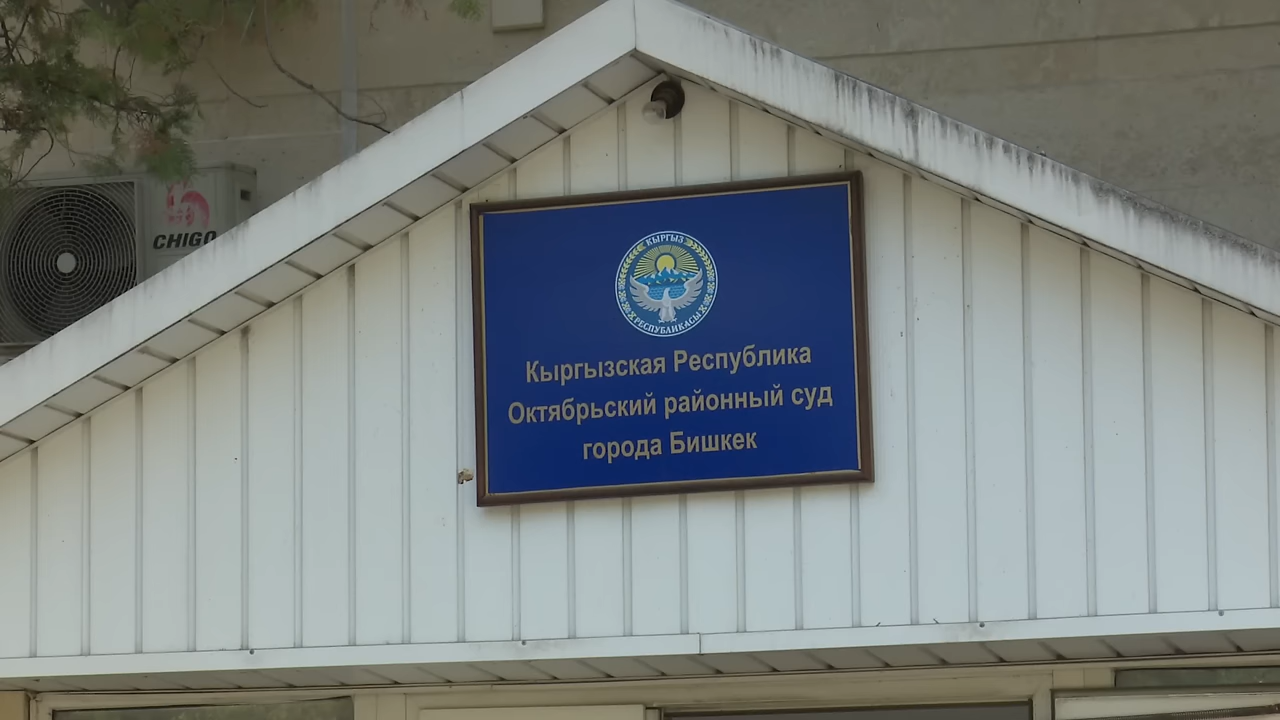 CHIGO
КЫРГЫЗ
РЕСПУБЛИКАСЫ
Кыргызская Республика
Октябрьский районный суд
города Бишкек